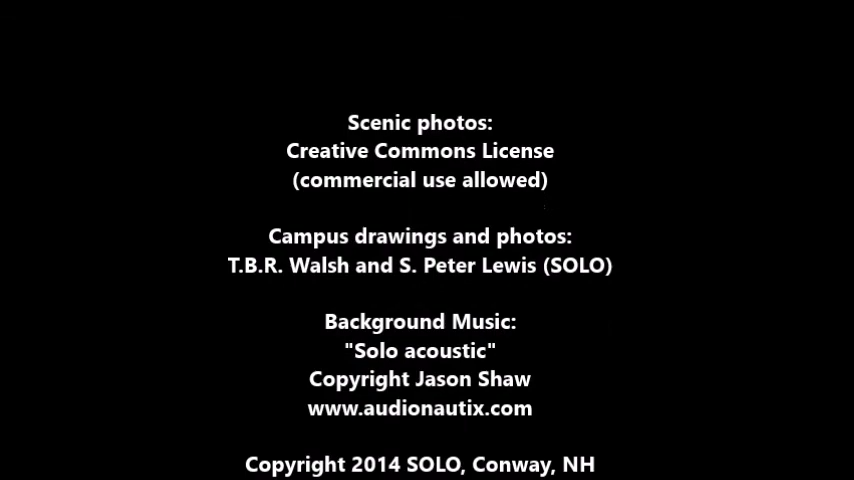 Scenic photos:
Creative Commons License
(commercial use allowed)
Campus drawings and photos:
T.B.R. Walsh and S. Peter Lewis (SOLO)
Background Music:
"Solo acoustic"
Copyright Jason Shaw
www.audionautix.com
Copyright 2014 SOLO, Conway, NH